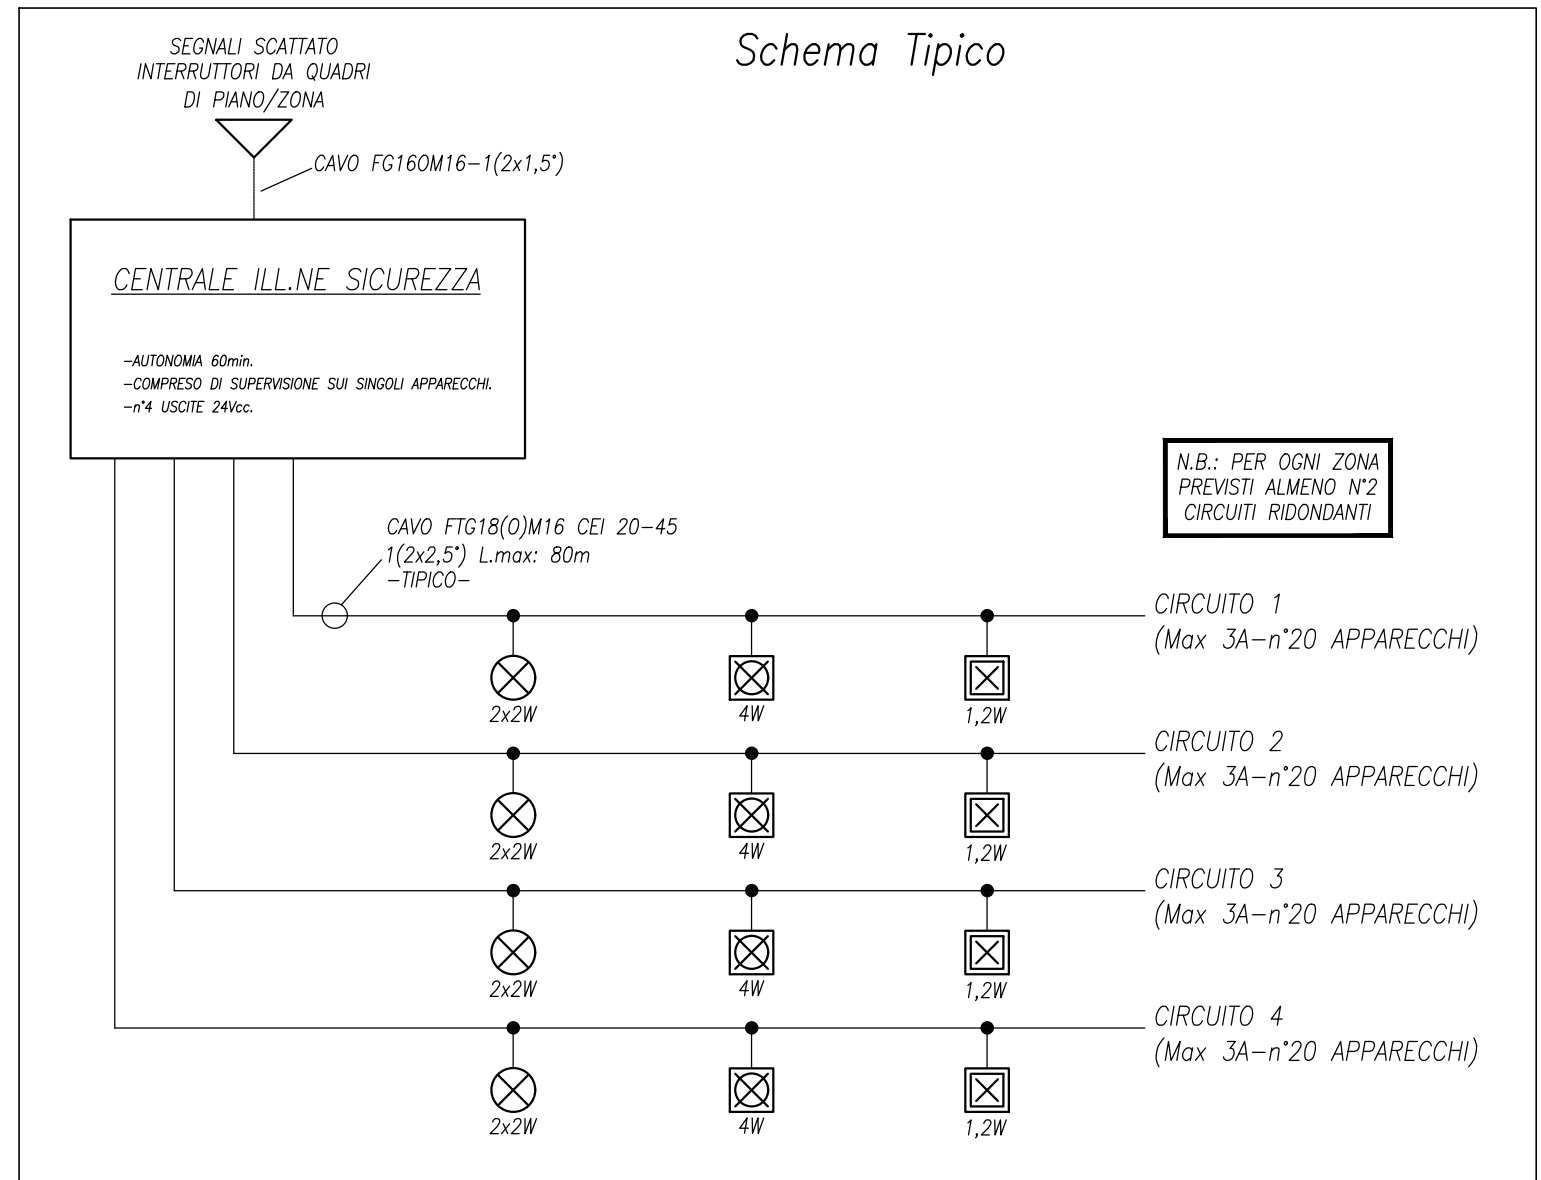 Schema Tipico
SEGNALI SCATTATO
INTERRUTTORI DA QUADRI
DI PIANO/ZONA
CAVO FG16OM16-1(2x1,5°)
CENTRALE ILL.NE SICUREZZA
-AUTONOMIA 60min.
-COMPRESO DI SUPERVISIONE SUI SINGOLI APPARECCHI.
-n°4 USCITE 24Vcc.
N.B.: PER OGNI ZONA
PREVISTI ALMENO N°2
CIRCUITI RIDONDANTI
CAVO FTG18(O)M16 CEI 20-45
1(2x2,5°) L.max: 80m
-TIPICO-
CIRCUITO 1
(Max 3A-n°20 APPARECCHI)
2x2W
4W
1,2W
CIRCUITO 2
(Max 3A-n°20 APPARECCHI)
2x2W
4W
1,2W
CIRCUITO 3
(Max 3A-n°20 APPARECCHI)
2x2W
4W
1,2W
CIRCUITO 4
(Max 3A-n°20 APPARECCHI)
2x2W
4W
1,2W